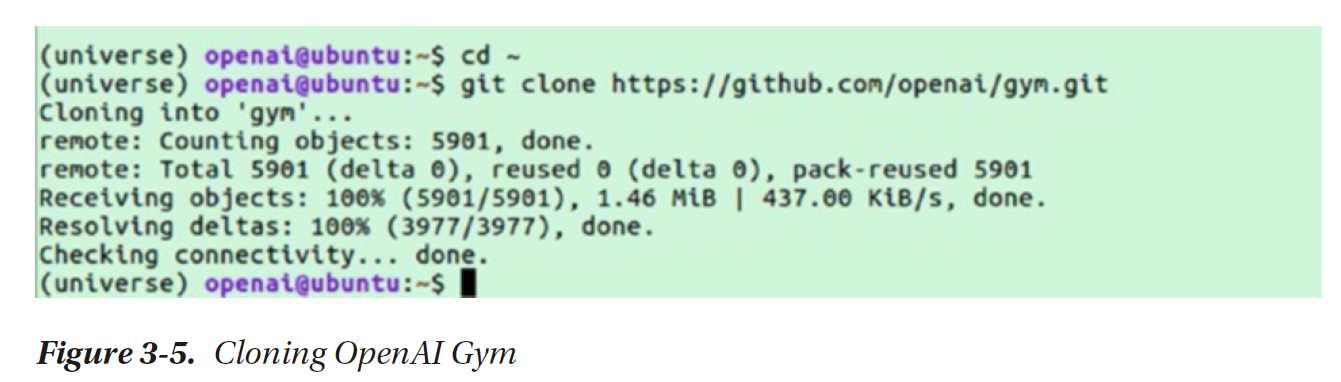 (universe) openai@ubuntu:~$ cd ~
(universe) openai@ubuntu:~$ git clone https://github.com/openai/gym.git
Cloning into 'gym'...
remote: Counting objects: 5901, done.
remote: Total 5901 (delta 0), reused 0 (delta 0), pack-reused 5901
Receiving objects: 100% (5901/5901), 1.46 MiB | 437.00 KiB/s, done.
Resolving deltas: 100% (3977/3977), done.
Checking connectivity... done.
(universe) openai@ubuntu:~$
Figure 3-5. Cloning OpenAI Gym